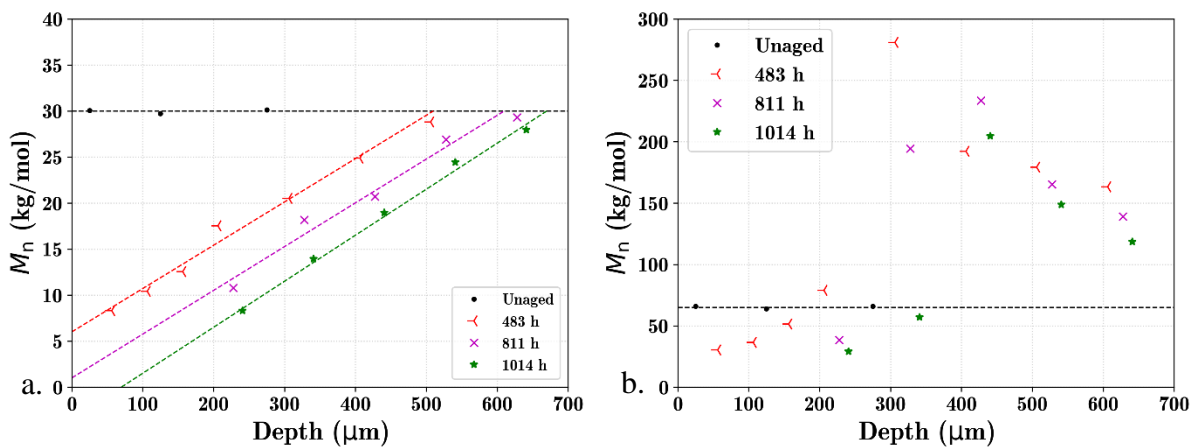 40
35
30
25
20
15
10
5
0
Mn (kg/mol)
Unaged
483 h
811 h
1014 h
0 100 200 300 400 500 600 700
Depth (μm)
a.
300
250
200
150
100
50
0
Mn (kg/mol)
Unaged
483 h
811 h
1014 h
0 100 200 300 400 500 600 700
Depth (μm)
b.